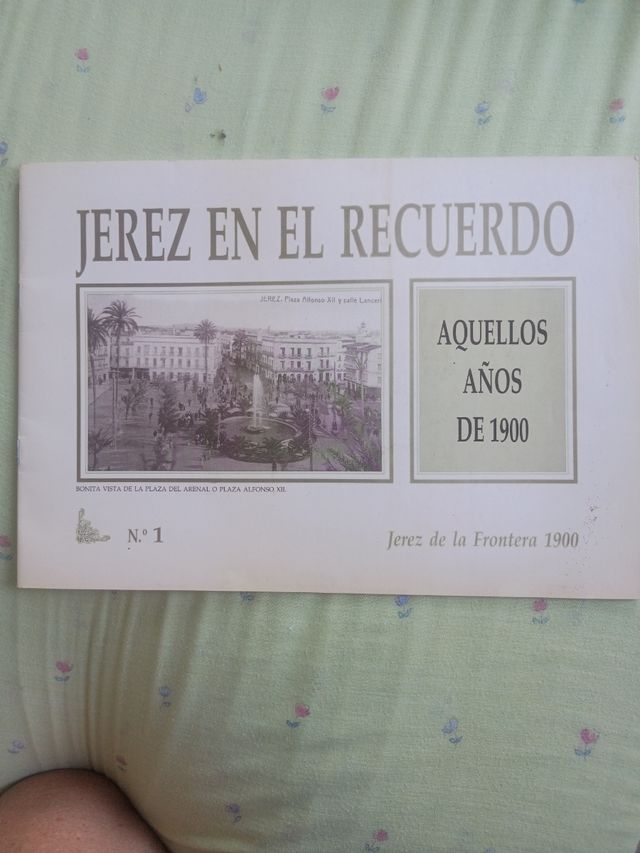 JEREZ EN EL RECUERDO
JEREZ. Plaza Alfonso XII y calle Lancerí
BONITA VISTA DE LA PLAZA DEL ARENAL O PLAZA ALFONSO XII.
AQUELLOS
AÑOS
DE 1900
N.º 1
Jerez de la Frontera 1900